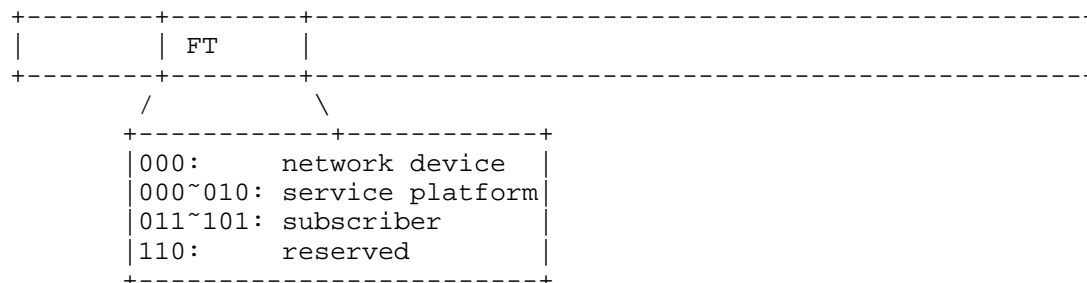 FT
000: network device
000~010: service platform
011~101: subscriber
110: reserved